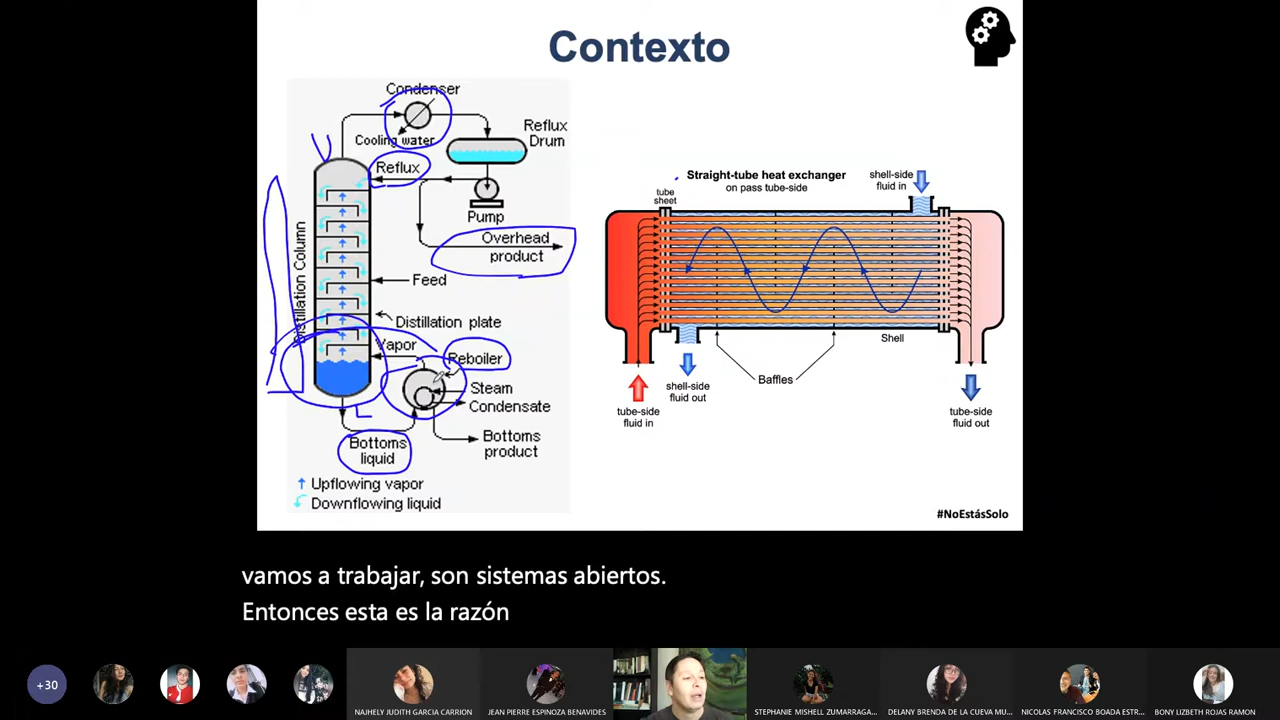 Contexto
Condenser
Cooling water
Reflux
Drum
Reflux
Pump
Overhead
product
Distillation Column
Feed
Distillation plate
Vapor
Reboiler
Steam
Condensate
Bottoms
liquid
Bottoms
product
Upflowing vapor
Downflowing liquid
Straight-tube heat exchanger
on pass tube-side
tube
sheet
shell-side
fluid in
Shell
Baffles
shell-side
fluid out
tube-side
fluid in
tube-side
fluid out
#NoEstásSolo
vamos a trabajar, son sistemas abiertos.
Entonces esta es la razón
+30
NAJHELY JUDITH GARCIA CARRION
JEAN PIERRE ESPINOZA BENAVIDES
STEPHANIE MISHELL ZUMARRAGA...
DELANY BRENDA DE LA CUEVA MU...
NICOLAS FRANCISCO BOADA ESTR...
BONY LIZBETH ROJAS RAMON